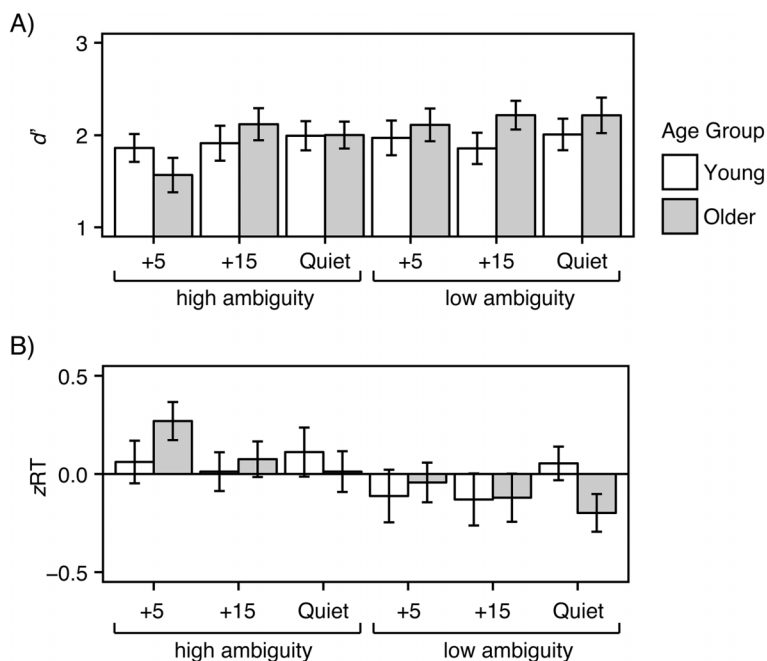 A)
3
2
1
d'
+5 +15 Quiet +5 +15 Quiet
high ambiguity low ambiguity
Age Group
Young
Older
B)
0.5
0.0
−0.5
zRT
+5 +15 Quiet +5 +15 Quiet
high ambiguity low ambiguity